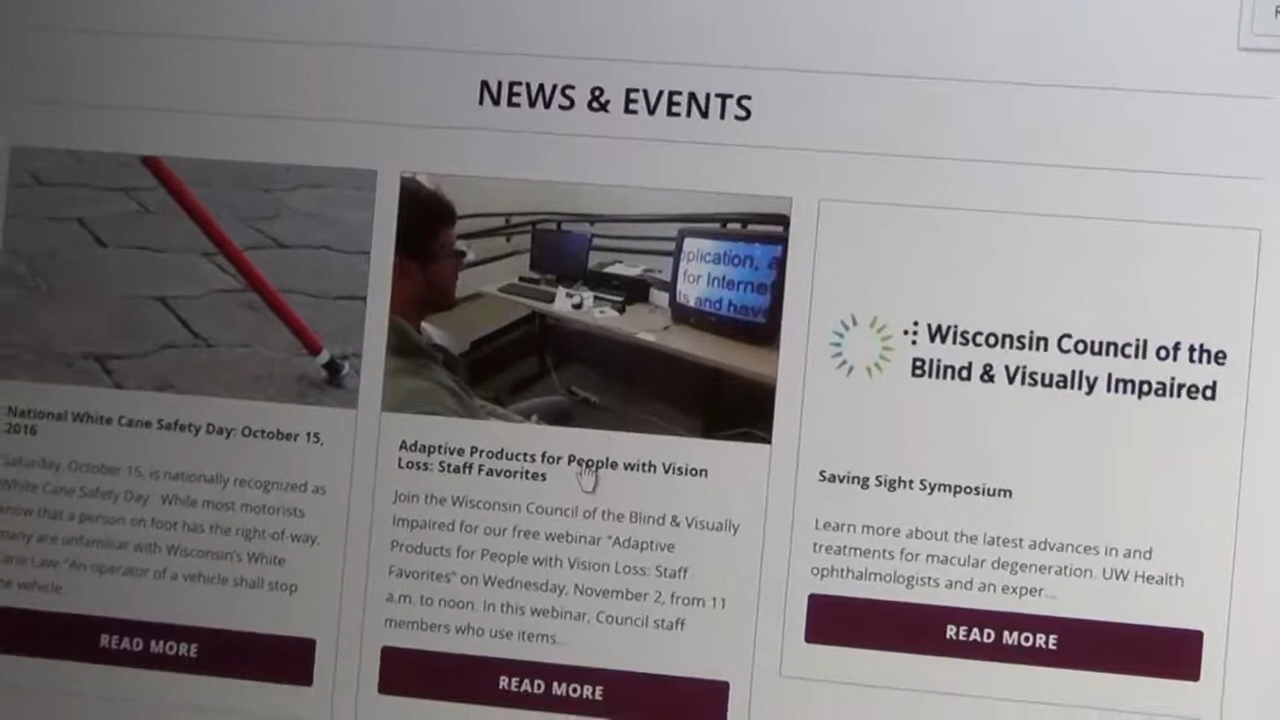 NEWS & EVENTS
National White Cane Safety Day: October 15,
2016
Saturday, October 15, is nationally recognized as
White Cane Safety Day. While most motorists
know that a person on foot has the right-of-way,
many are unfamiliar with Wisconsin's White
Cane Law: "An operator of a vehicle shall stop
vehicle
READ MORE
plication, a
for Interne
ts and have
Adaptive Products for People with Vision
Loss: Staff Favorites
Join the Wisconsin Council of the Blind & Visually
Impaired for our free webinar "Adaptive
Products for People with Vision Loss: Staff
Favorites" on Wednesday, November 2, from 11
a.m. to noon. In this webinar, Council staff
members who use items...
READ MORE
Wisconsin Council of the
Blind & Visually Impaired
Saving Sight Symposium
Learn more about the latest advances in and
treatments for macular degeneration. UW Health
ophthalmologists and an exper...
READ MORE